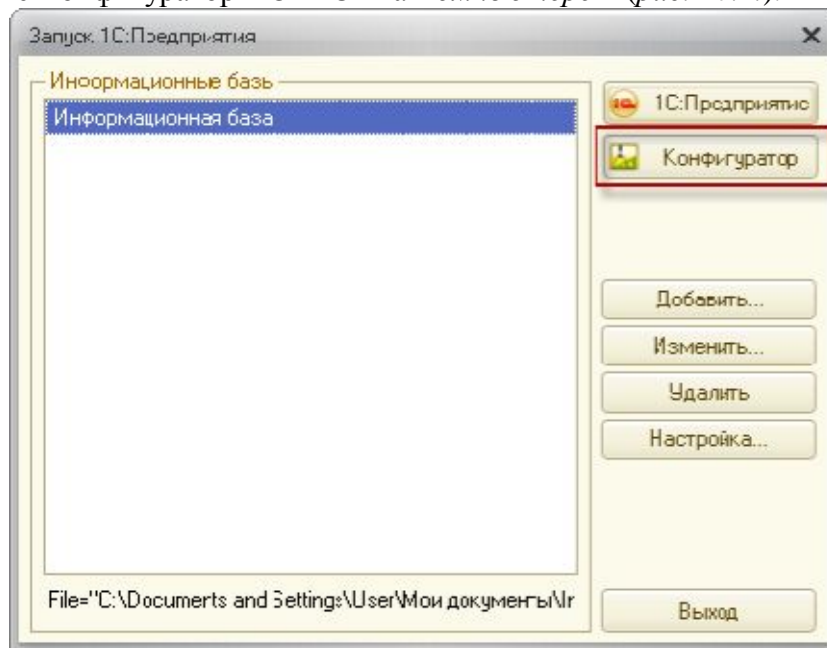 Запуск 1С:Предприятия
Информационные базы
Информационная база
1С:Предприятие
Конфигуратор
Добавить...
Изменить...
Удалить
Настройка...
File="C:\Documents and Settings\User\Мои документы\Ir
Выход